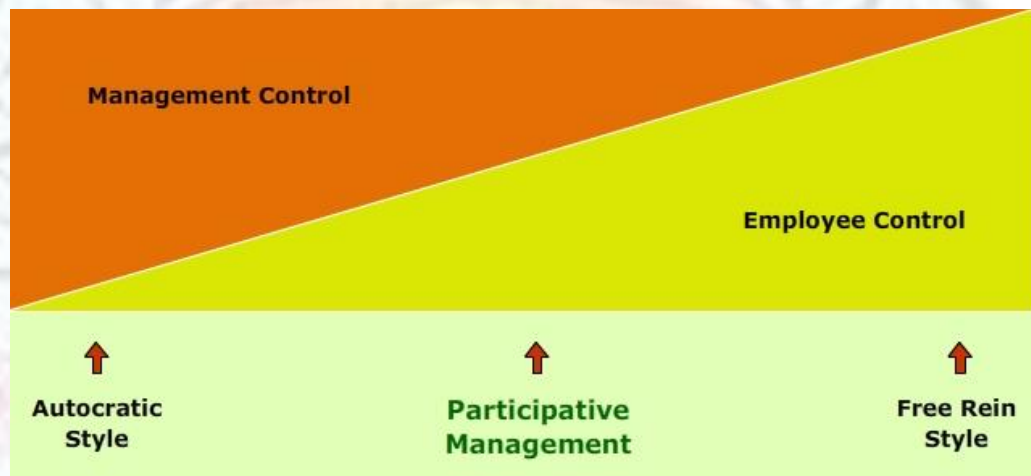 Management Control
Employee Control
Autocratic
Style
Participative
Management
Free Rein
Style